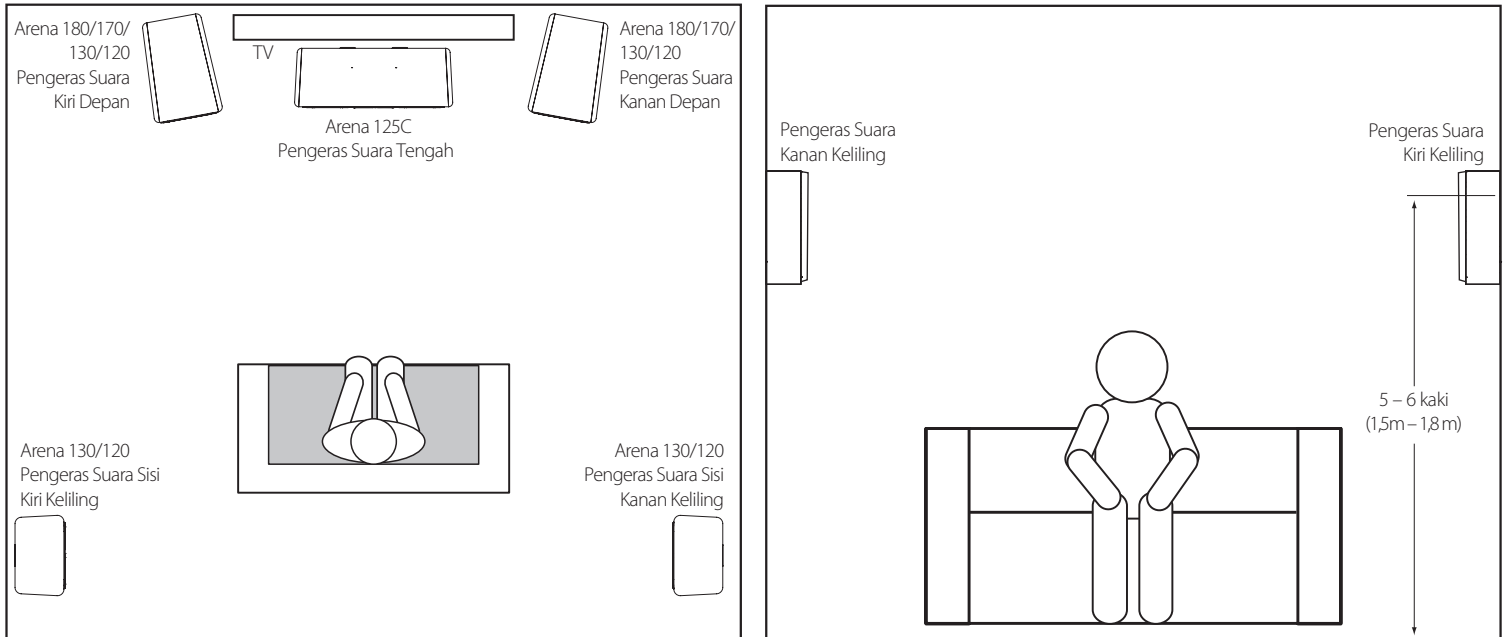 Arena 180/170/
130/120
Pengeras Suara
Kiri Depan
TV
Arena 125C
Pengeras Suara Tengah
Arena 180/170/
130/120
Pengeras Suara
Kanan Depan
Arena 130/120
Pengeras Suara Sisi
Kiri Keliling
Arena 130/120
Pengeras Suara Sisi
Kanan Keliling
Pengeras Suara
Kanan Keliling
Pengeras Suara
Kiri Keliling
5 – 6 kaki
(1,5m – 1,8 m)